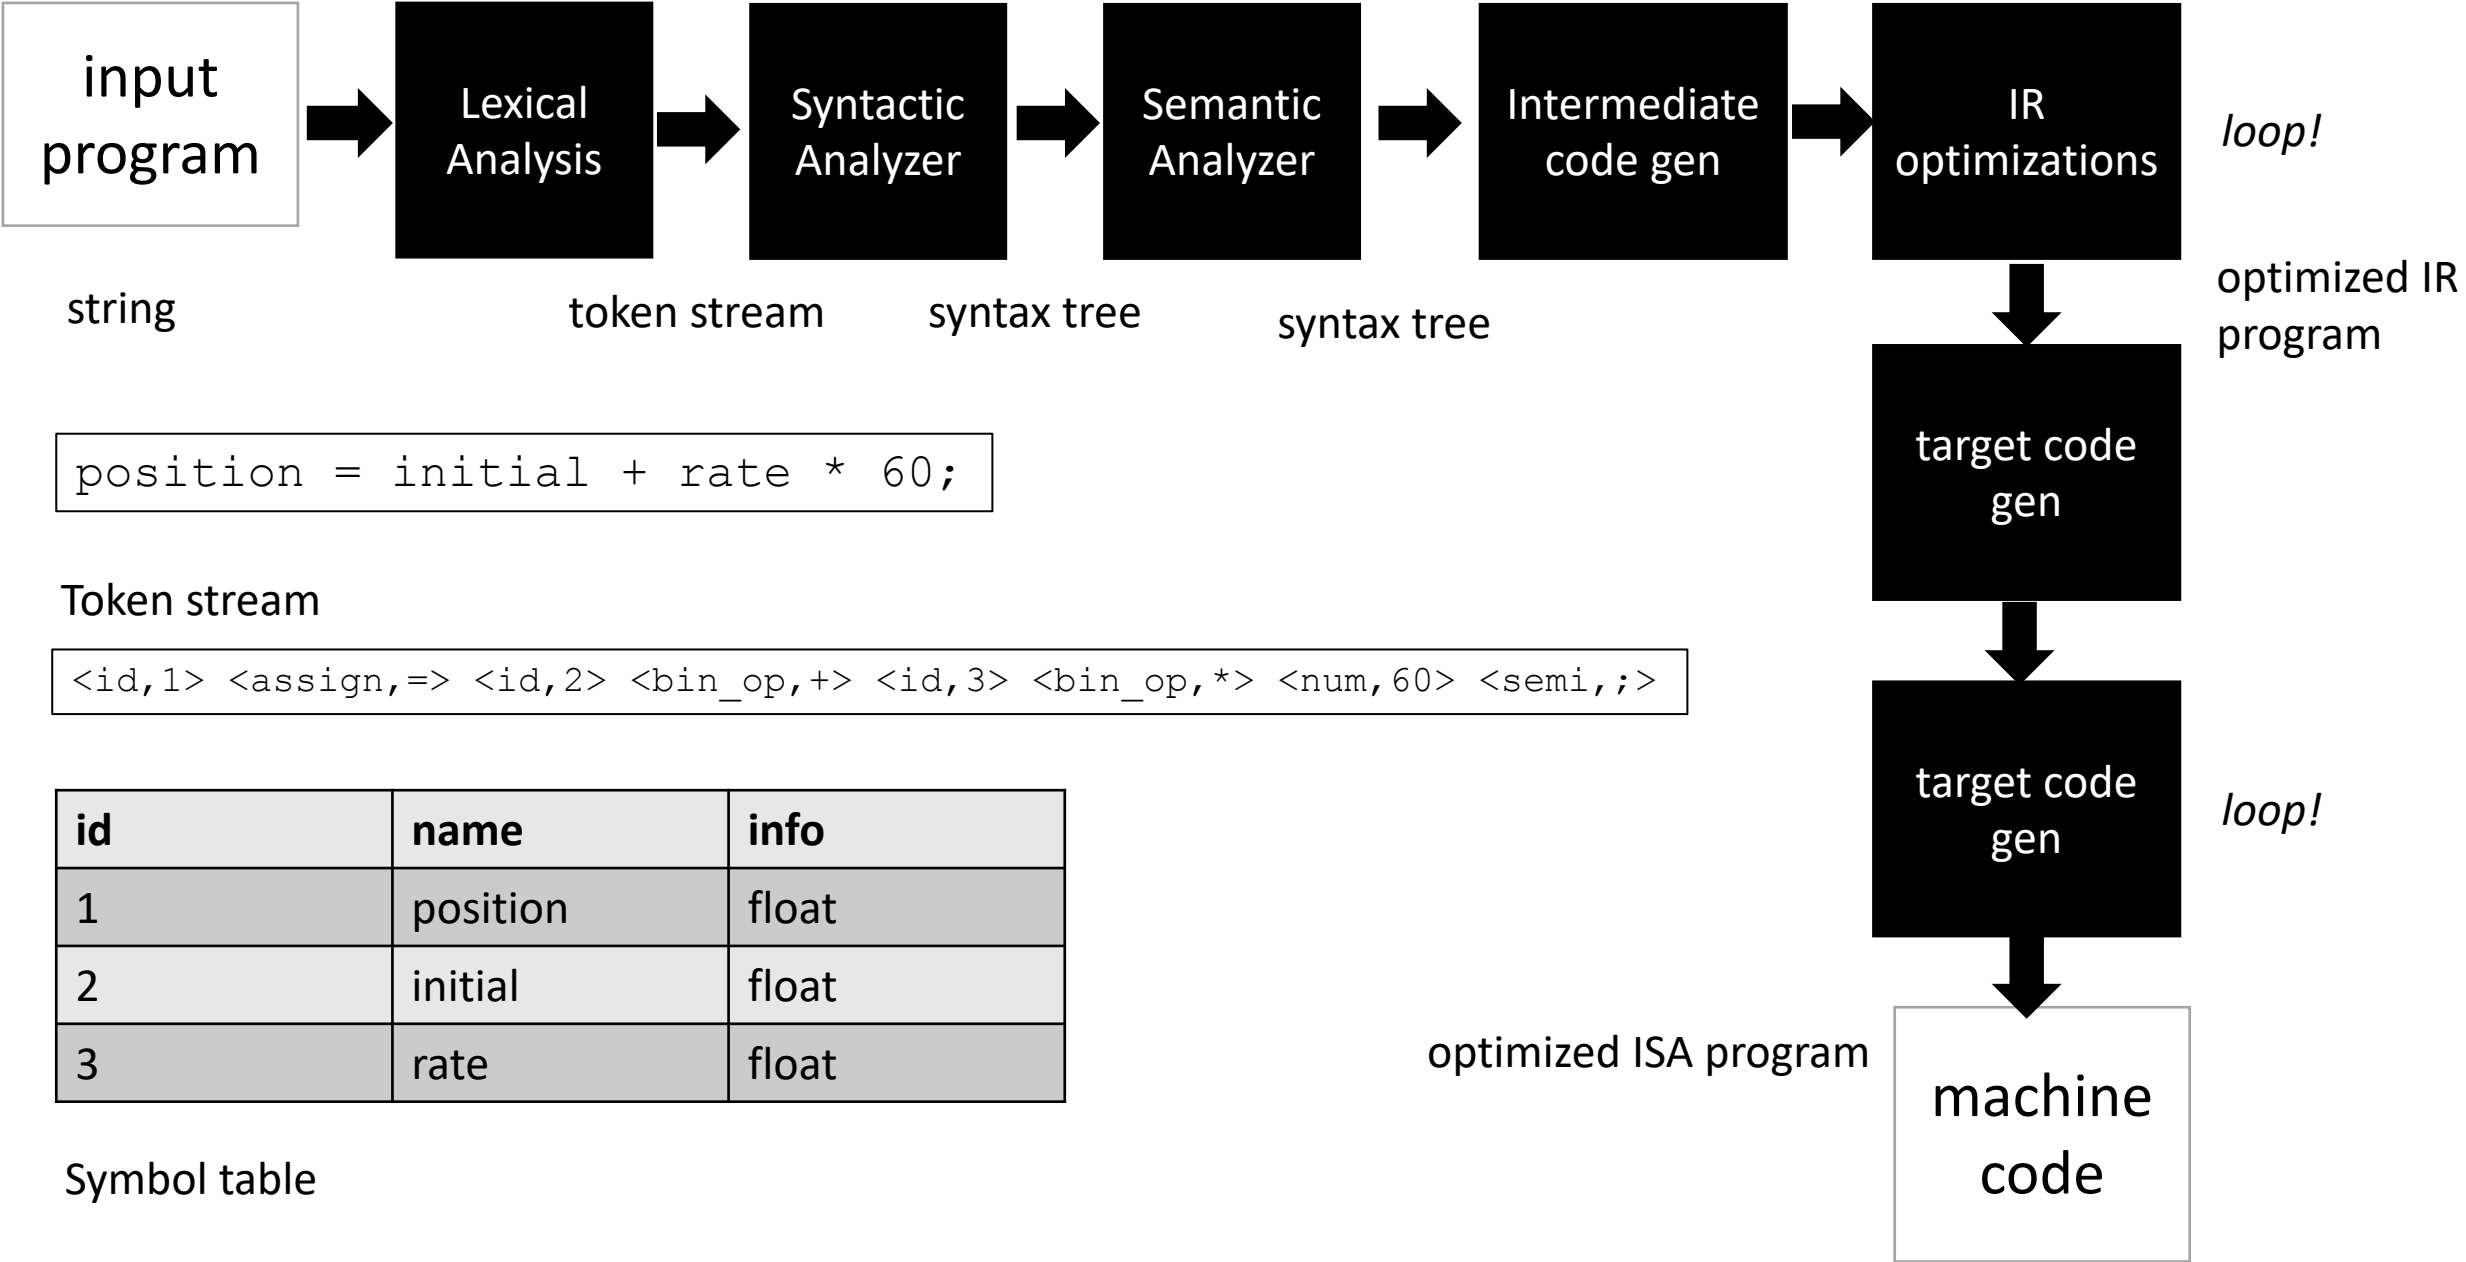 input
program
Lexical
Analysis
Syntactic
Analyzer
Semantic
Analyzer
Intermediate
code gen
IR
optimizations
loop!
string
token stream
syntax tree
syntax tree
optimized IR
program
target code
gen
position = initial + rate * 60;
Token stream
<id,1> <assign,=> <id,2> <bin_op,+> <id,3> <bin_op,*> <num,60> <semi,;>
target code
gen
loop!
id name info
1 position float
2 initial float
3 rate float
Symbol table
optimized ISA program
machine
code